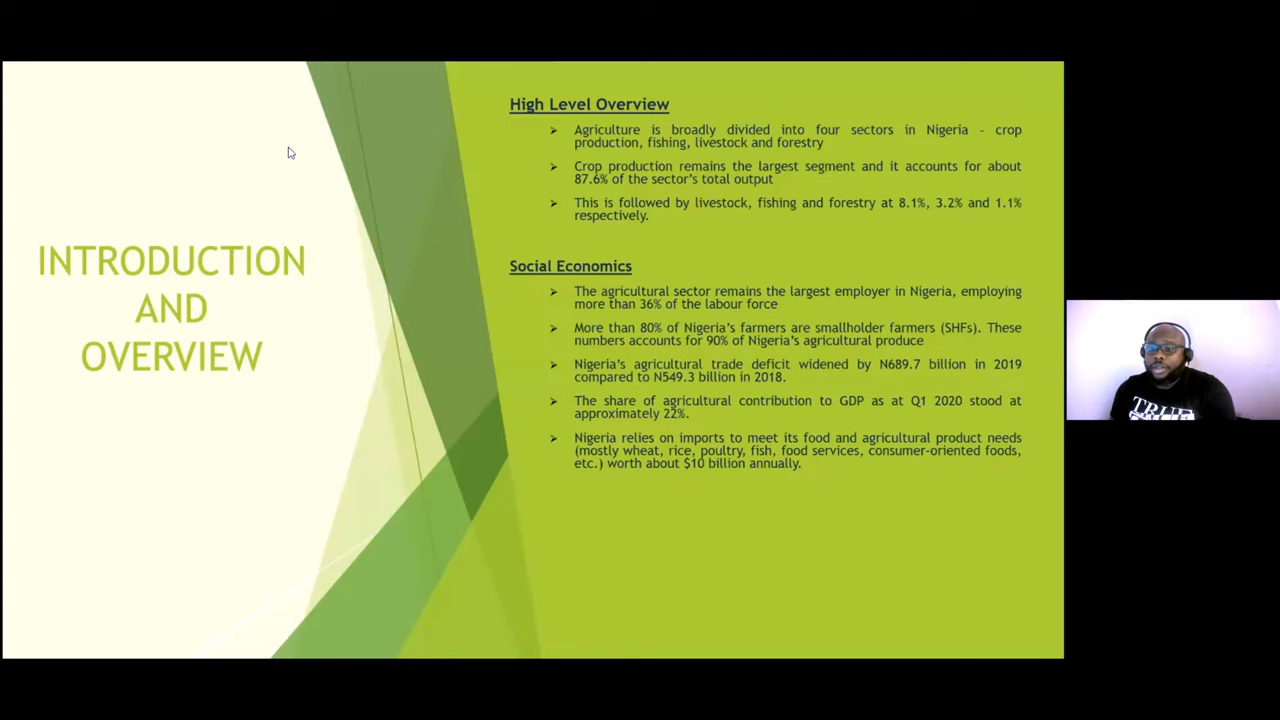 INTRODUCTION
AND
OVERVIEW
High Level Overview
➢ Agriculture is broadly divided into four sectors in Nigeria – crop
production, fishing, livestock and forestry
➢ Crop production remains the largest segment and it accounts for about
87.6% of the sector's total output
➢ This is followed by livestock, fishing and forestry at 8.1%, 3.2% and 1.1%
respectively.
Social Economics
➢ The agricultural sector remains the largest employer in Nigeria, employing
more than 36% of the labour force
➢ More than 80% of Nigeria's farmers are smallholder farmers (SHFs). These
numbers accounts for 90% of Nigeria's agricultural produce
➢ Nigeria's agricultural trade deficit widened by N689.7 billion in 2019
compared to N549.3 billion in 2018.
➢ The share of agricultural contribution to GDP as at Q1 2020 stood at
approximately 22%.
➢ Nigeria relies on imports to meet its food and agricultural product needs
(mostly wheat, rice, poultry, fish, food services, consumer-oriented foods,
etc.) worth about $10 billion annually.
TRUE